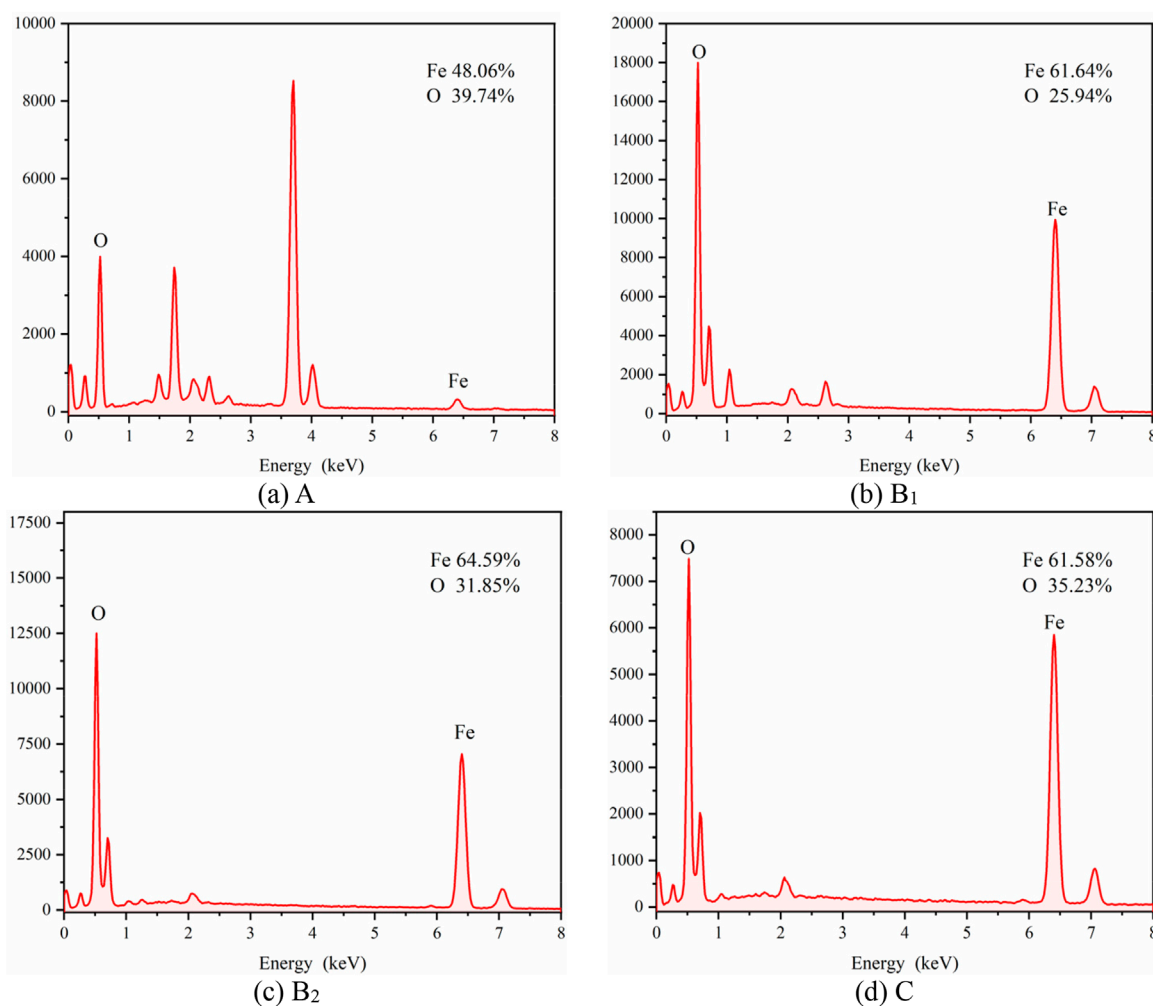 10000
8000
6000
4000
2000
0
O
Fe 48.06%
O 39.74%
Fe
0 1 2 3 4 5 6 7 8
Energy (keV)
(a) A
20000
18000
16000
14000
12000
10000
8000
6000
4000
2000
0
O
Fe 61.64%
O 25.94%
Fe
0 1 2 3 4 5 6 7 8
Energy (keV)
(b) B₁
17500
15000
12500
10000
7500
5000
2500
0
O
Fe 64.59%
O 31.85%
Fe
0 1 2 3 4 5 6 7 8
Energy (keV)
(c) B₂
8000
7000
6000
5000
4000
3000
2000
1000
0
O
Fe 61.58%
O 35.23%
Fe
0 1 2 3 4 5 6 7 8
Energy (keV)
(d) C